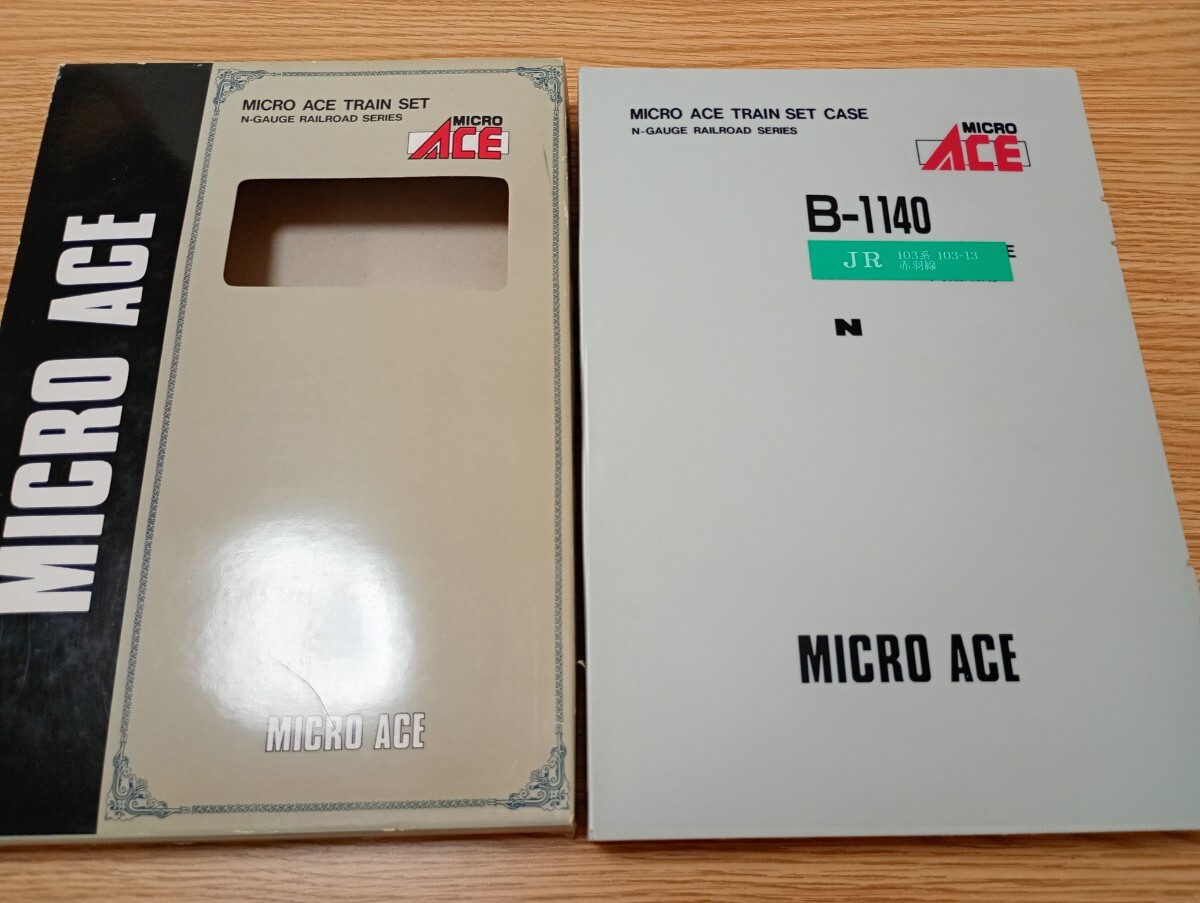 MICRO ACE
MICRO ACE TRAIN SET
N-GAUGE RAILROAD SERIES
MICRO
ACE
MICRO ACE
MICRO ACE TRAIN SET CASE
N-GAUGE RAILROAD SERIES
MICRO
ACE
B-1140
JR 103系 103-13
赤羽線
E
N
MICRO ACE